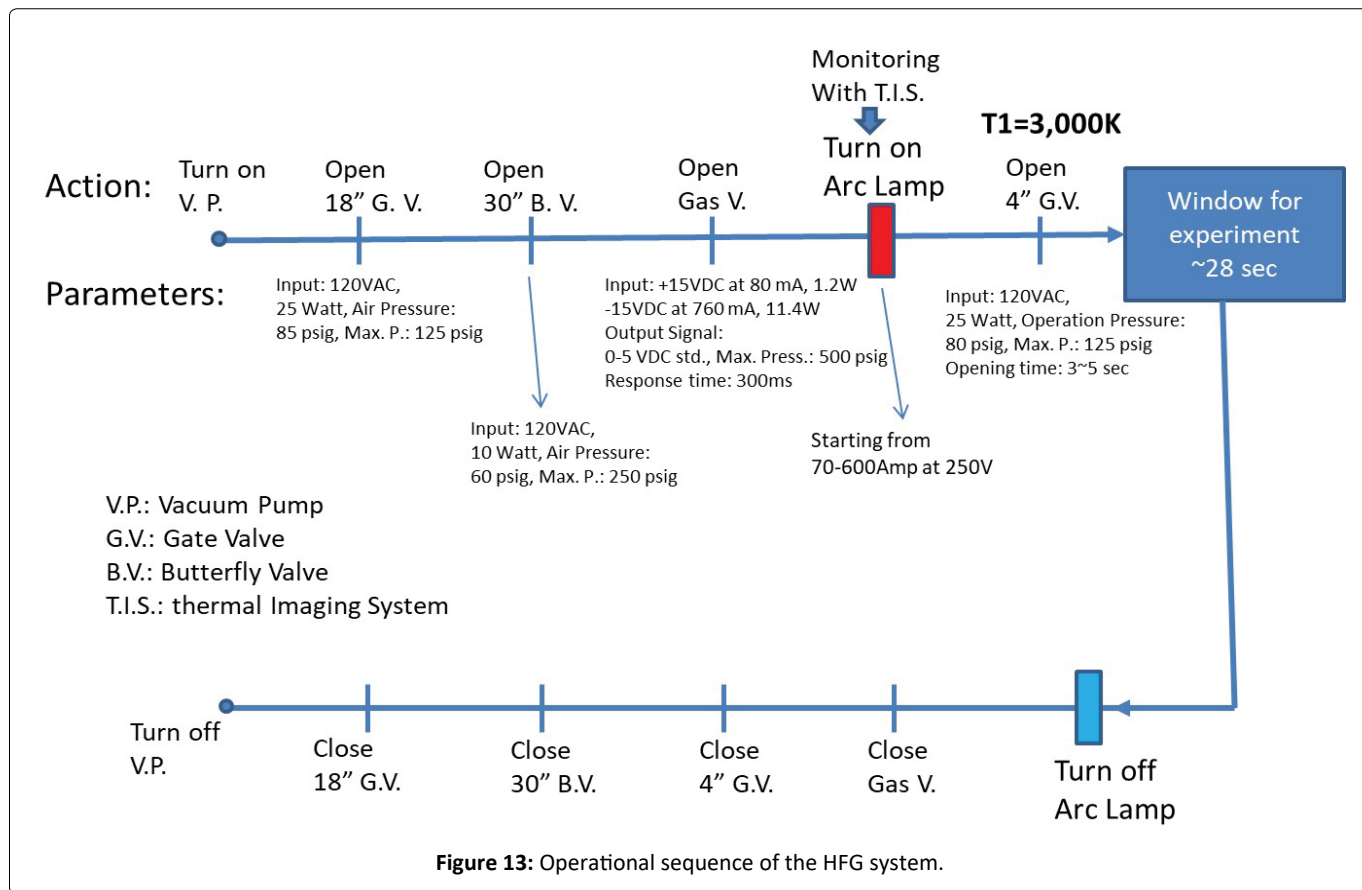 Monitoring
With T.I.S.
T1=3,000K
Action:
Turn on
V. P.
Open
18” G. V.
Open
30” B. V.
Open
Gas V.
Turn on
Arc Lamp
Open
4” G.V.
Window for
experiment
~28 sec
Parameters:
Input: 120VAC,
25 Watt, Air Pressure:
85 psig, Max. P.: 125 psig
Input: 120VAC,
10 Watt, Air Pressure:
60 psig, Max. P.: 250 psig
Input: +15VDC at 80 mA, 1.2W
-15VDC at 760 mA, 11.4W
Output Signal:
0-5 VDC std., Max. Press.: 500 psig
Response time: 300ms
Starting from
70-600Amp at 250V
Input: 120VAC,
25 Watt, Operation Pressure:
80 psig, Max. P.: 125 psig
Opening time: 3~5 sec
V.P.: Vacuum Pump
G.V.: Gate Valve
B.V.: Butterfly Valve
T.I.S.: thermal Imaging System
Turn off
V.P.
Close
18” G.V.
Close
30” B.V.
Close
4” G.V.
Close
Gas V.
Turn off
Arc Lamp
Figure 13: Operational sequence of the HFG system.